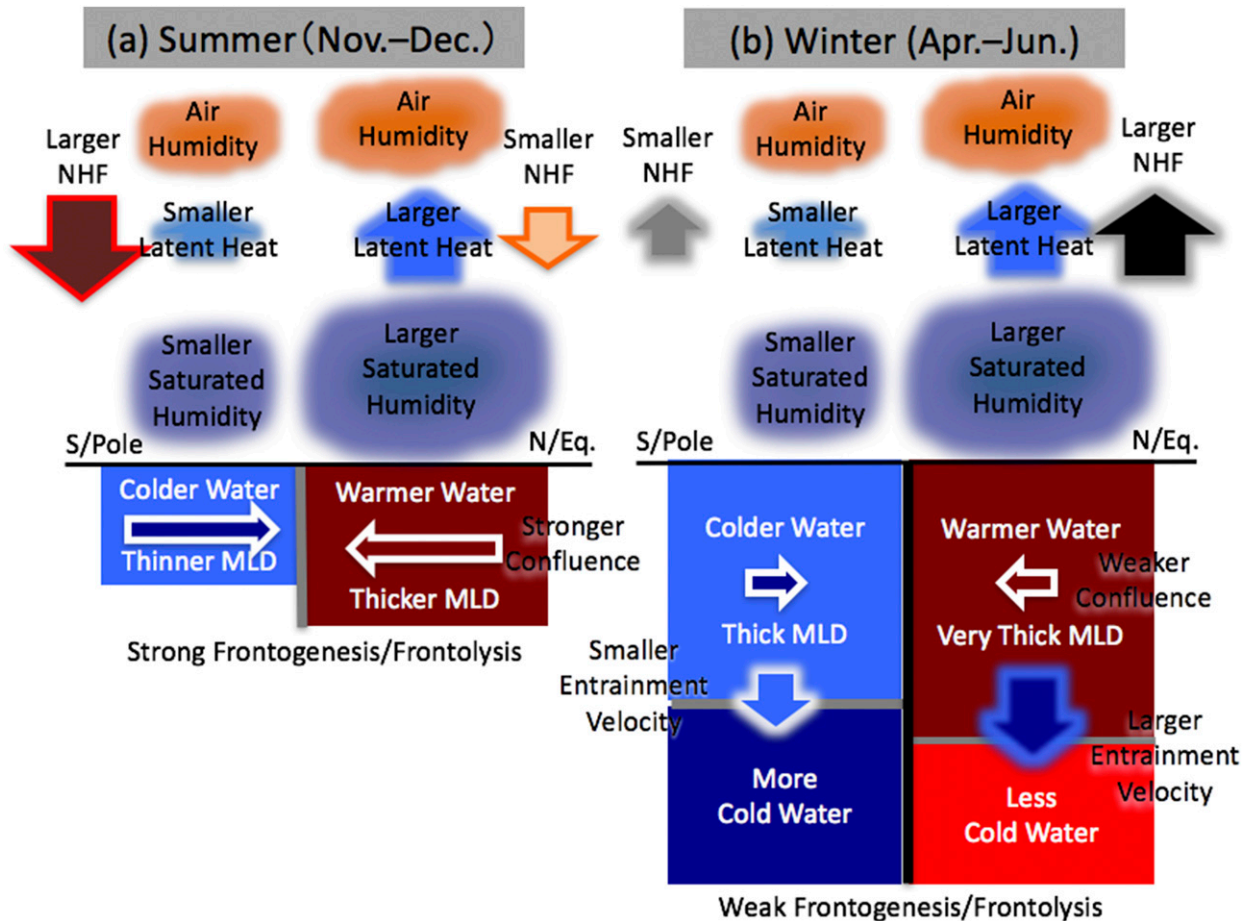 (a) Summer (Nov.–Dec.)
Larger
NHF
Air
Humidity
Air
Humidity
Smaller
NHF
Smaller
Latent Heat
Larger
Latent Heat
Smaller
Saturated
Humidity
Larger
Saturated
Humidity
S/Pole
N/Eq.
Colder Water
Thinner MLD
Warmer Water
Thicker MLD
Stronger
Confluence
Strong Frontogenesis/Frontolysis
(b) Winter (Apr.–Jun.)
Smaller
NHF
Air
Humidity
Air
Humidity
Larger
NHF
Smaller
Latent Heat
Larger
Latent Heat
Smaller
Saturated
Humidity
Larger
Saturated
Humidity
S/Pole
N/Eq.
Colder Water
Thick MLD
Warmer Water
Very Thick MLD
Weaker
Confluence
Smaller
Entrainment
Velocity
Larger
Entrainment
Velocity
More
Cold Water
Less
Cold Water
Weak Frontogenesis/Frontolysis